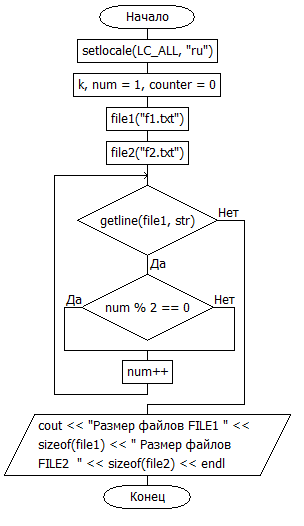 Начало
setlocale(LC_ALL, "ru")
k, num = 1, counter = 0
file1("f1.txt")
file2("f2.txt")
getline(file1, str)
Нет
Да
Да
num % 2 == 0
Нет
num++
cout << "Размер файлов FILE1 " <<
sizeof(file1) << " Размер файлов
FILE2  " << sizeof(file2) << endl
Конец